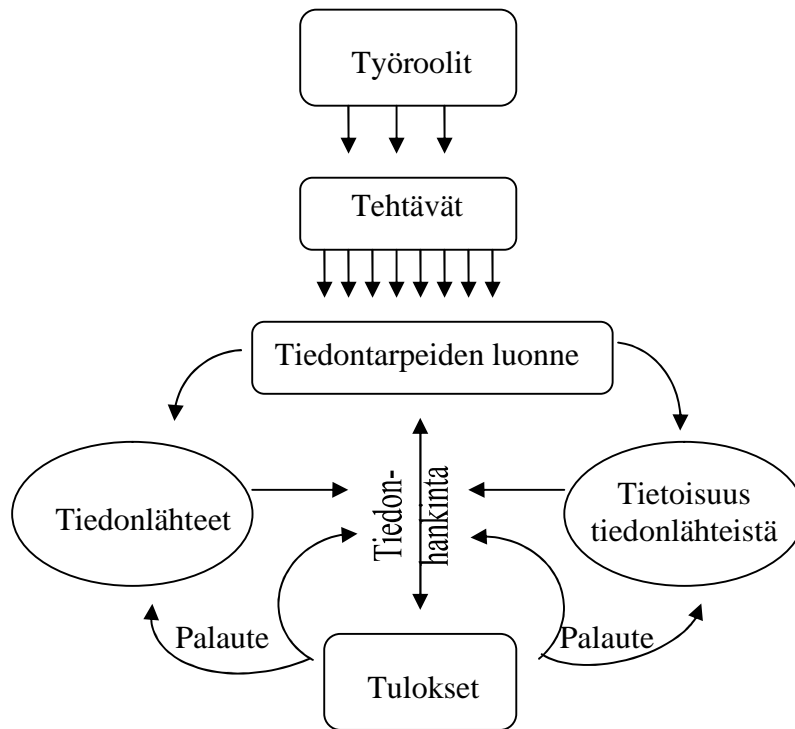 Työroolit
Tehtävät
Tiedontarpeiden luonne
Tiedonlähteet
Tiedon-
hankinta
Tietoisuus
tiedonlähteistä
Palaute
Palaute
Tulokset